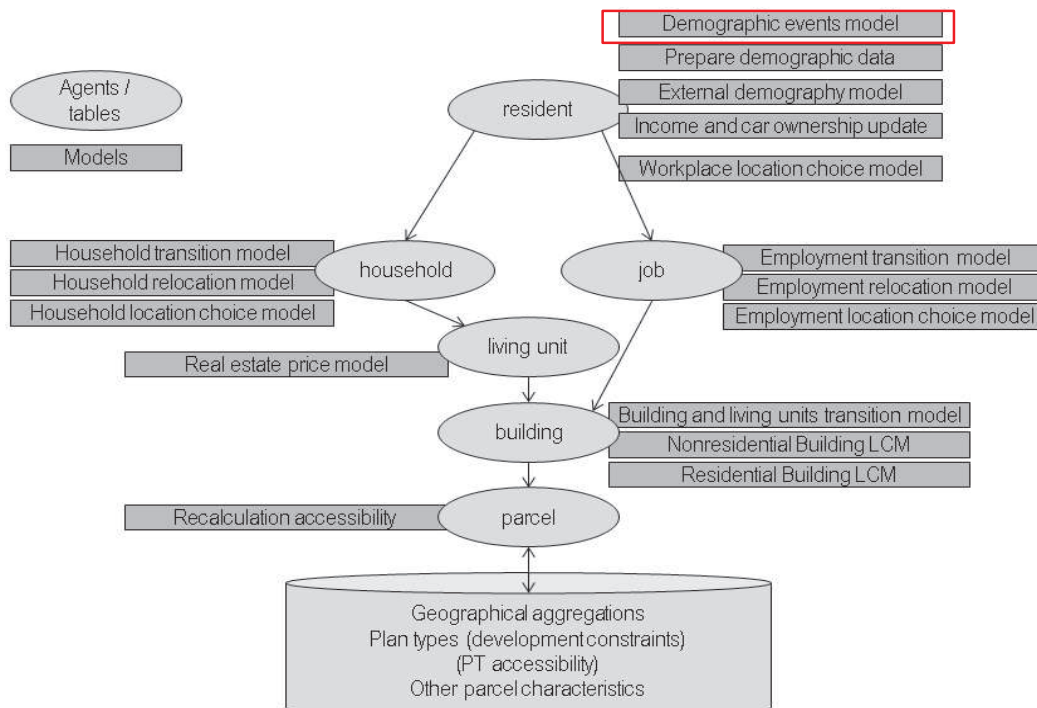 Demographic events model
Prepare demographic data
External demography model
Income and car ownership update
Workplace location choice model
Agents /
tables
Models
resident
Household transition model
Household relocation model
Household location choice model
household
job
Employment transition model
Employment relocation model
Employment location choice model
living unit
Real estate price model
building
Building and living units transition model
Nonresidential Building LCM
Residential Building LCM
Recalculation accessibility
parcel
Geographical aggregations
Plan types (development constraints)
(PT accessibility)
Other parcel characteristics